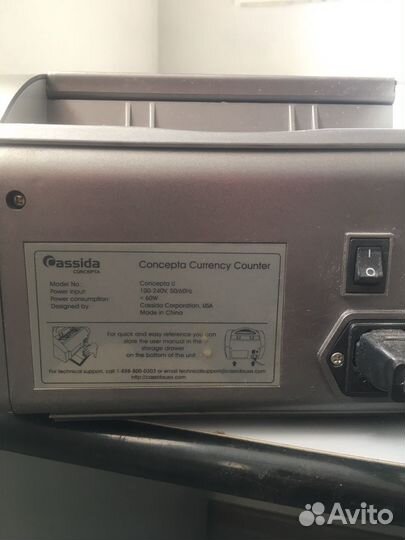 Cassida
CONCEPTA
Concepta Currency Counter
Model No.: Concepta U
Power input: 100-240V, 50/60Hz
Power consumption: < 60W
Designed by: Cassida Corporation, USA
Made in China
For quick and easy reference you can
store the user manual in the
storage drawer
on the bottom of the unit
For technical support, call 1-888-800-0303 or email technicalsupport@cassidausa.com
http://cassidausa.com
I
O
Avito